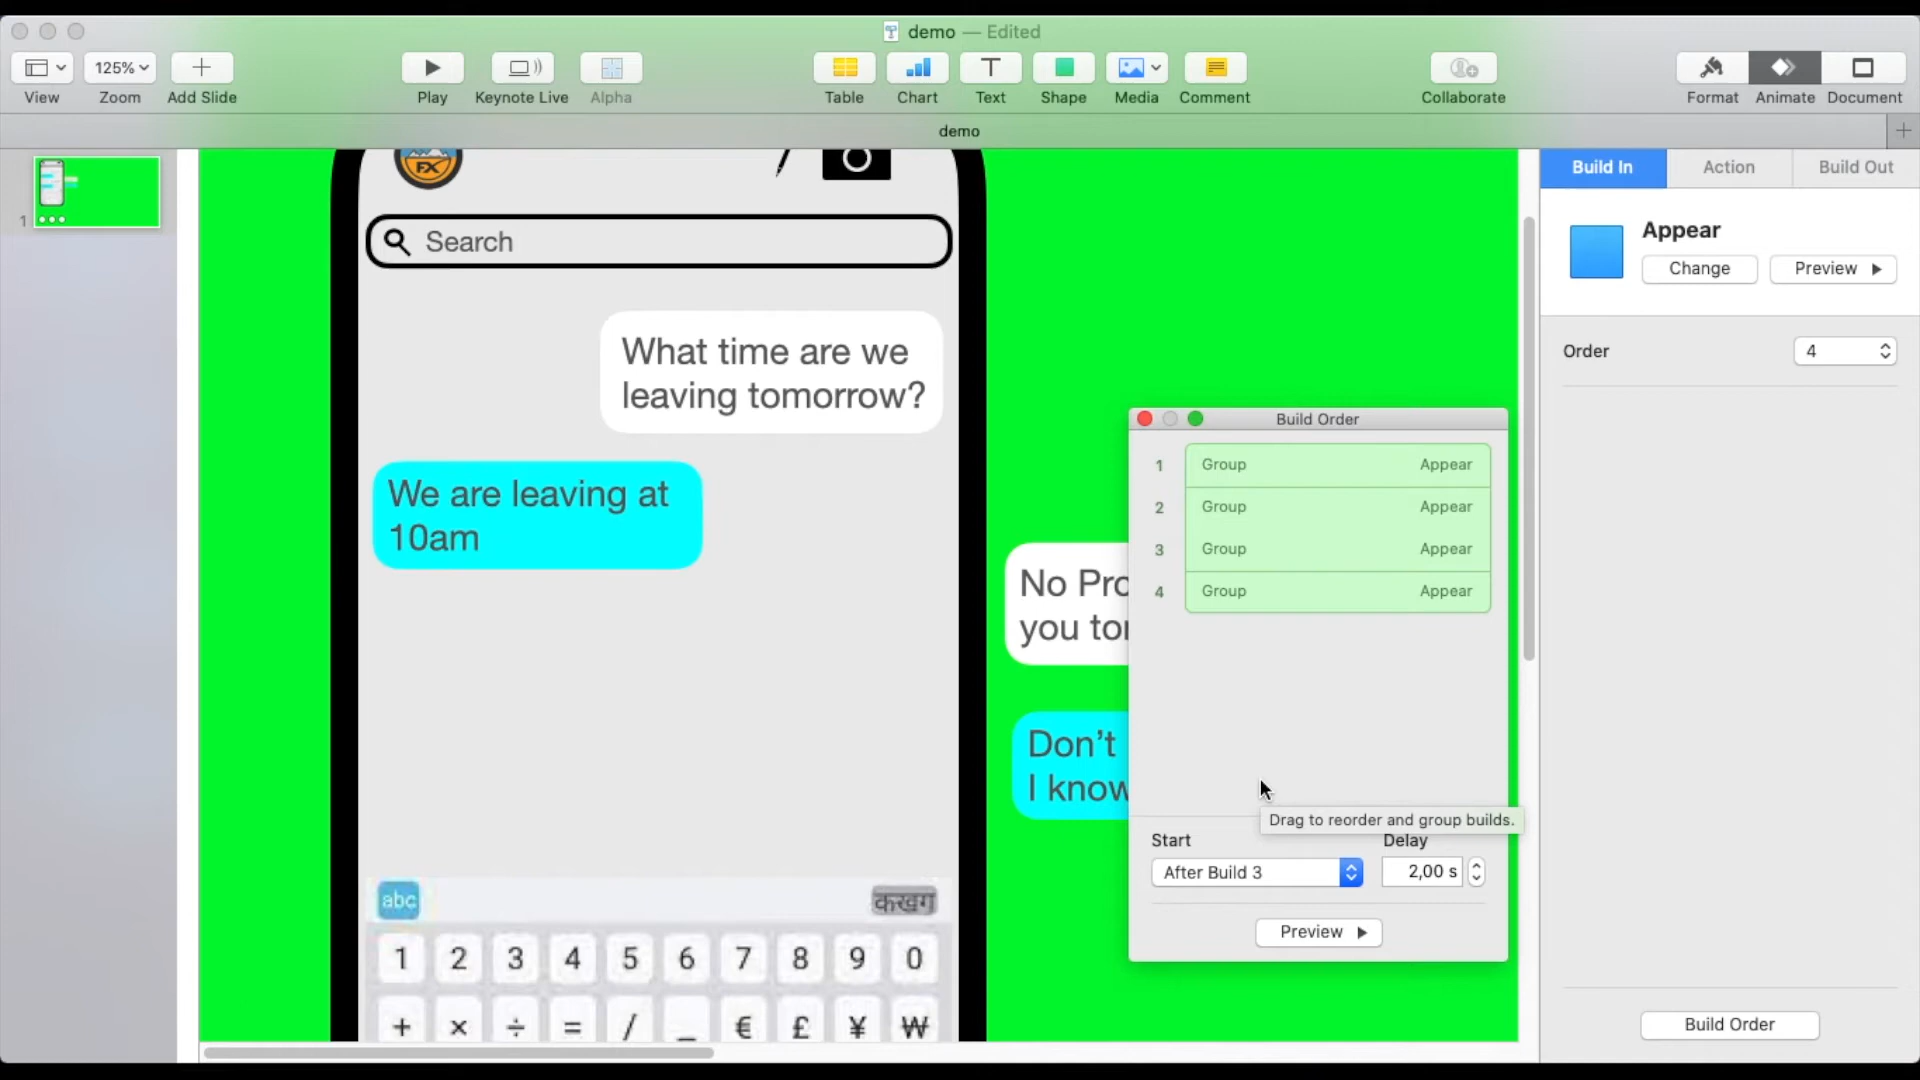 demo — Edited
125%
View
Zoom
Add Slide
Play
Keynote Live
Alpha
Table
Chart
Text
Shape
Media
Comment
Collaborate
Format
Animate
Document
demo
1
FX
Search
What time are we
leaving tomorrow?
We are leaving at
10am
No Pro
you to
Don't
I know
abc
कखग
1 2 3 4 5 6 7 8 9 0
+ × ÷ = / _ € £ ¥ ₩
Build Order
1 Group Appear
2 Group Appear
3 Group Appear
4 Group Appear
Drag to reorder and group builds.
Start
Delay
After Build 3
2,00 s
Preview
Build In
Action
Build Out
Appear
Change
Preview
Order
4
Build Order